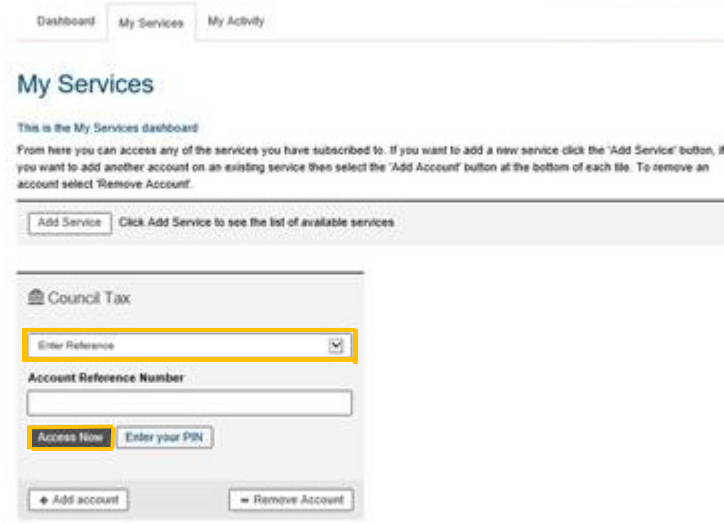 Dashboard My Services My Activity
My Services
This is the My Services dashboard
From here you can access any of the services you have subscribed to. If you want to add a new service click the 'Add Service' button, if
you want to add another account on an existing service then select the 'Add Account' button at the bottom of each tile. To remove an
account select 'Remove Account'.
Add Service Click Add Service to see the list of available services
Council Tax
Enter Reference
Account Reference Number
Access Now Enter your PIN
+ Add account - Remove Account